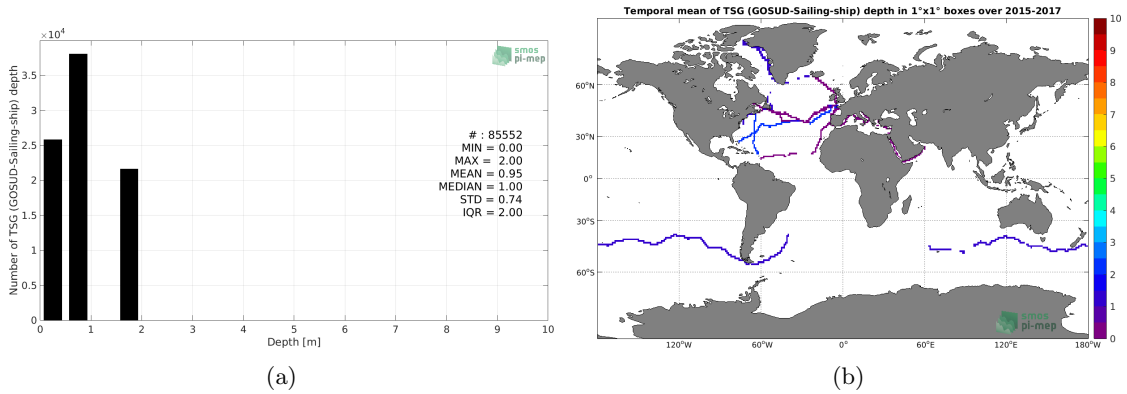 Temporal mean of TSG (GOSUD-Sailing-ship) depth in 1°x1° boxes over 2015-2017
×10⁴
smos
pi-mep
3.5
3
2.5
2
1.5
1
0.5
0
Number of TSG (GOSUD-Sailing-ship) depth
# : 85552
MIN = 0.00
MAX = 2.00
MEAN = 0.95
MEDIAN = 1.00
STD = 0.74
IQR = 2.00
0 1 2 3 4 5 6 7 8 9 10
Depth [m]
(a)
60°N
30°N
0°
30°S
60°S
120°W 60°W 0° 60°E 120°E 180°W
smos
pi-mep
10
9
8
7
6
5
4
3
2
1
0
(b)